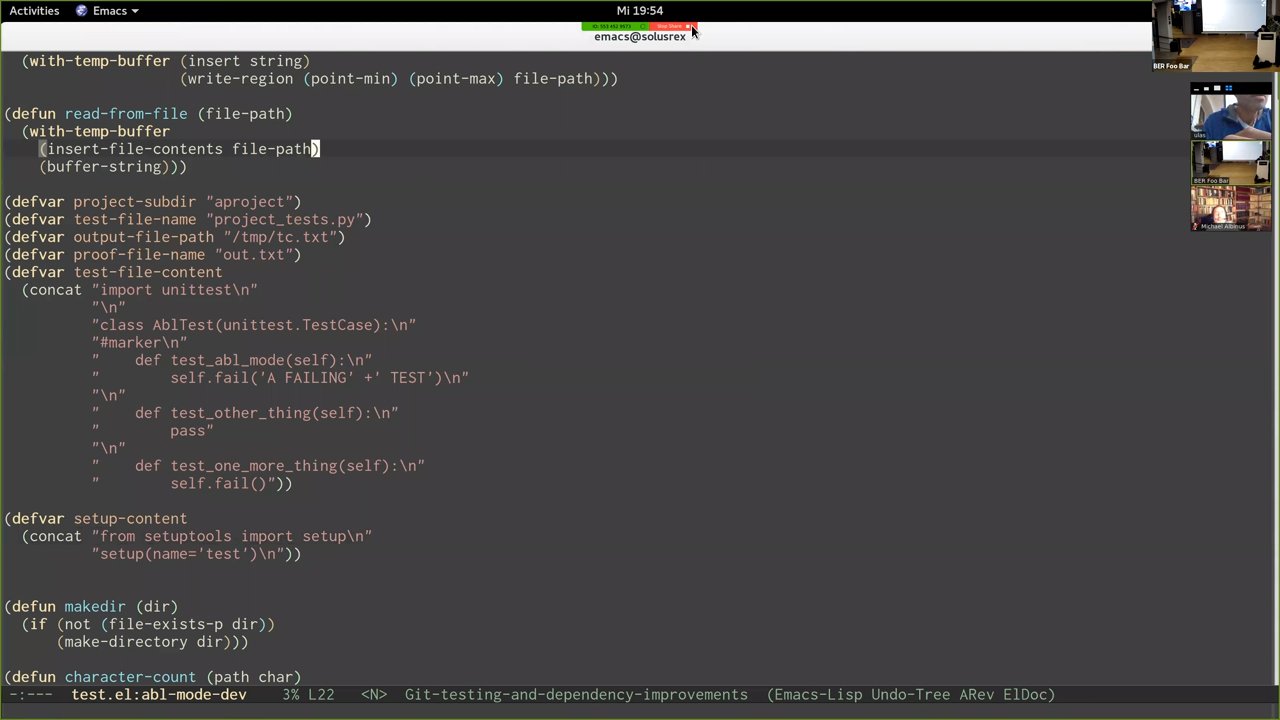 Activities Emacs Mi 19:54
Stop Share
emacs@solusrex
BER Foo Bar
ulas
BER Foo Bar
Michael Albinus
(with-temp-buffer (insert string)
(write-region (point-min) (point-max) file-path)))
(defun read-from-file (file-path)
(with-temp-buffer
(insert-file-contents file-path)
(buffer-string)))
(defvar project-subdir "aproject")
(defvar test-file-name "project_tests.py")
(defvar output-file-path "/tmp/tc.txt")
(defvar proof-file-name "out.txt")
(defvar test-file-content
(concat "import unittest\n"
"\n"
"class AblTest(unittest.TestCase):\n"
"#marker\n"
"    def test_abl_mode(self):\n"
"        self.fail('A FAILING' +' TEST')\n"
"\n"
"    def test_other_thing(self):\n"
"        pass"
"\n"
"    def test_one_more_thing(self):\n"
"        self.fail()"))
(defvar setup-content
(concat "from setuptools import setup\n"
"setup(name='test')\n"))
(defun makedir (dir)
(if (not (file-exists-p dir))
(make-directory dir)))
(defun character-count (path char)
-:--- test.el:abl-mode-dev 3% L22 <N> Git-testing-and-dependency-improvements (Emacs-Lisp Undo-Tree ARev ElDoc)